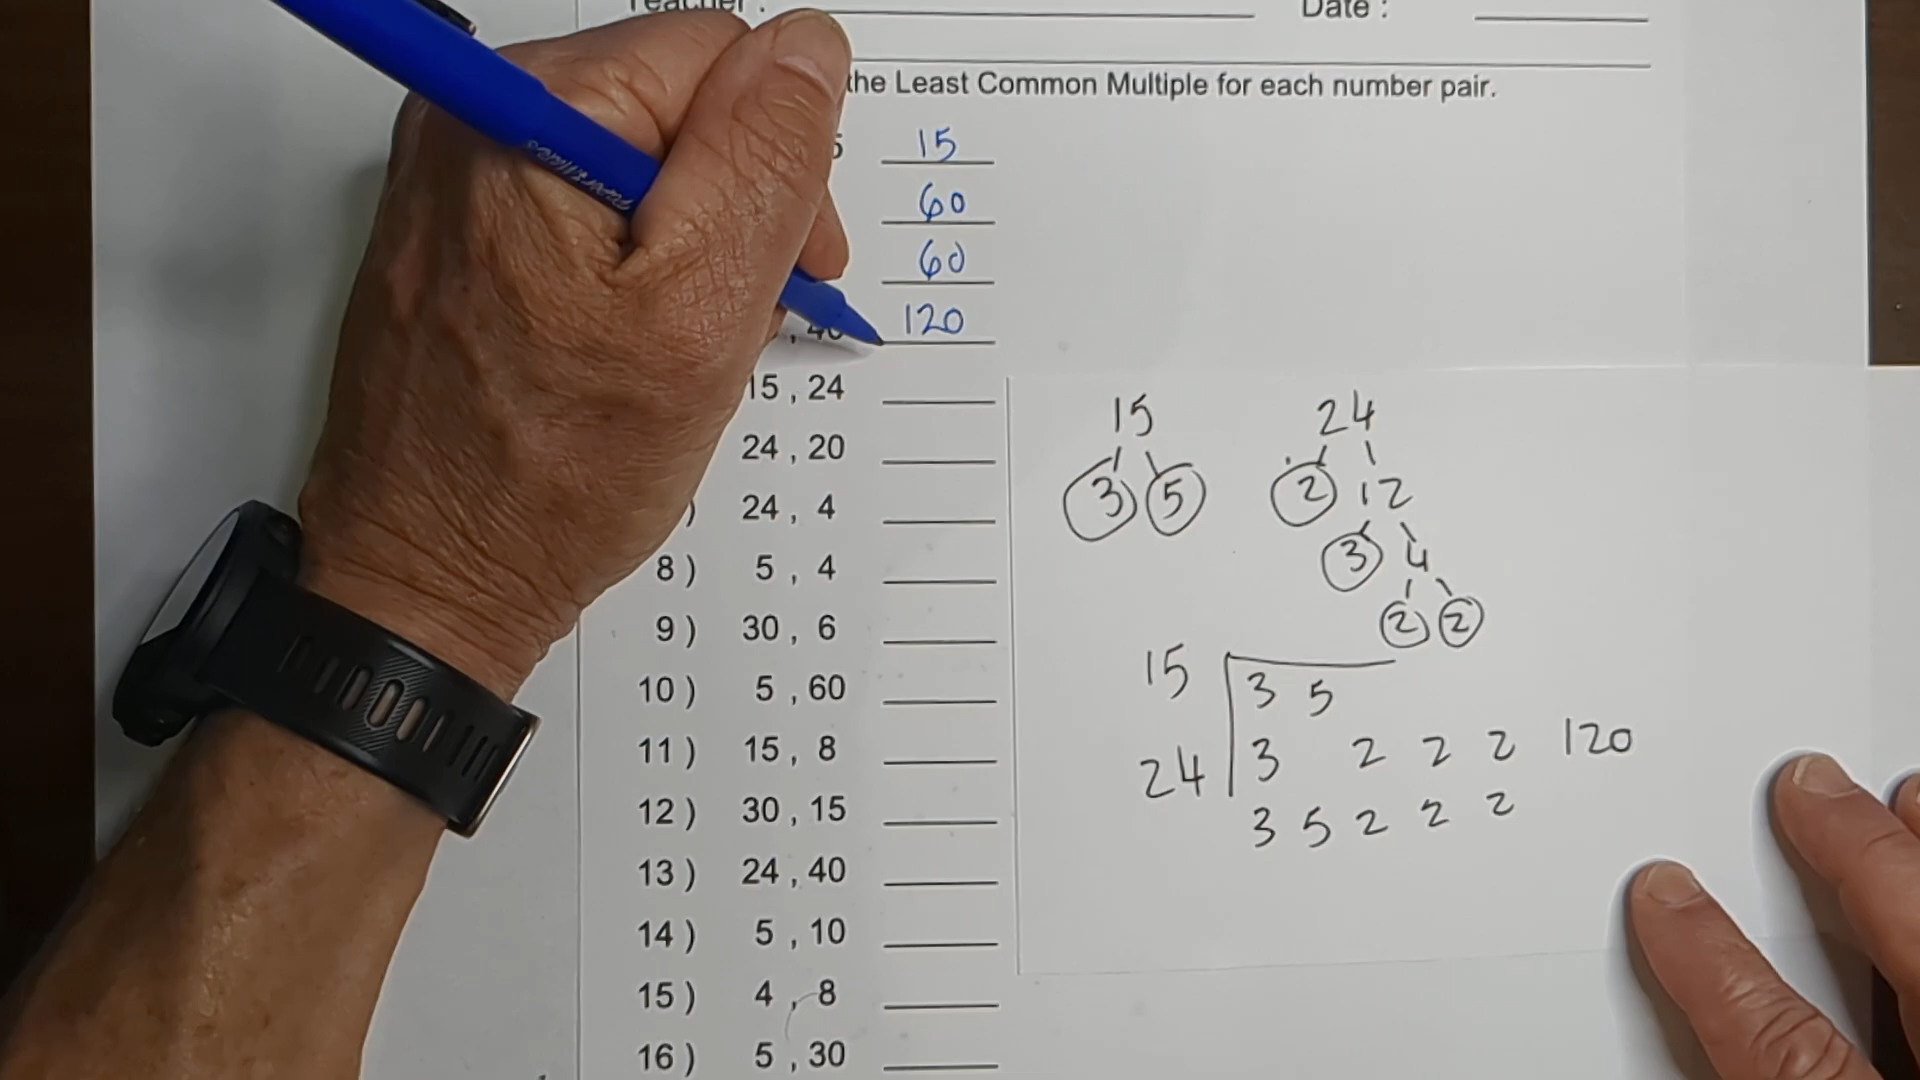 Teacher :
Date :
the Least Common Multiple for each number pair.
5 15
60
60
, 40 120
15 , 24
24 , 20
) 24 , 4
8 ) 5 , 4
9 ) 30 , 6
10 ) 5 , 60
11 ) 15 , 8
12 ) 30 , 15
13 ) 24 , 40
14 ) 5 , 10
15 ) 4 , 8
16 ) 5 , 30
15 24
3 5 2 12
3 4
2 2
15 3 5
24 3 2 2 2 120
3 5 2 2 2